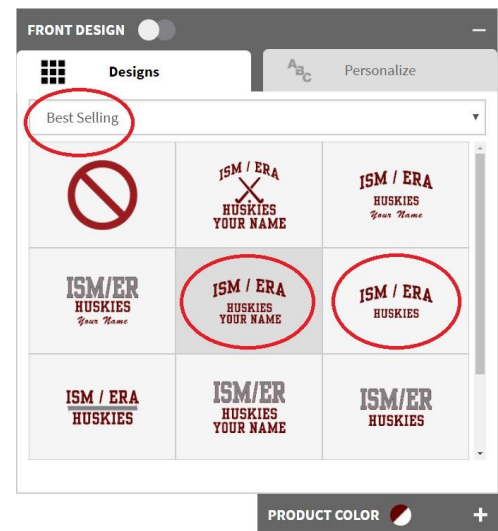 FRONT DESIGN
Designs
ABC
Personalize
Best Selling
ISM / ERA
HUSKIES
YOUR NAME
ISM / ERA
HUSKIES
Your Name
ISM/ER
HUSKIES
Your Name
ISM / ERA
HUSKIES
YOUR NAME
ISM / ERA
HUSKIES
ISM / ERA
HUSKIES
ISM/ER
HUSKIES
YOUR NAME
ISM/ER
HUSKIES
PRODUCT COLOR